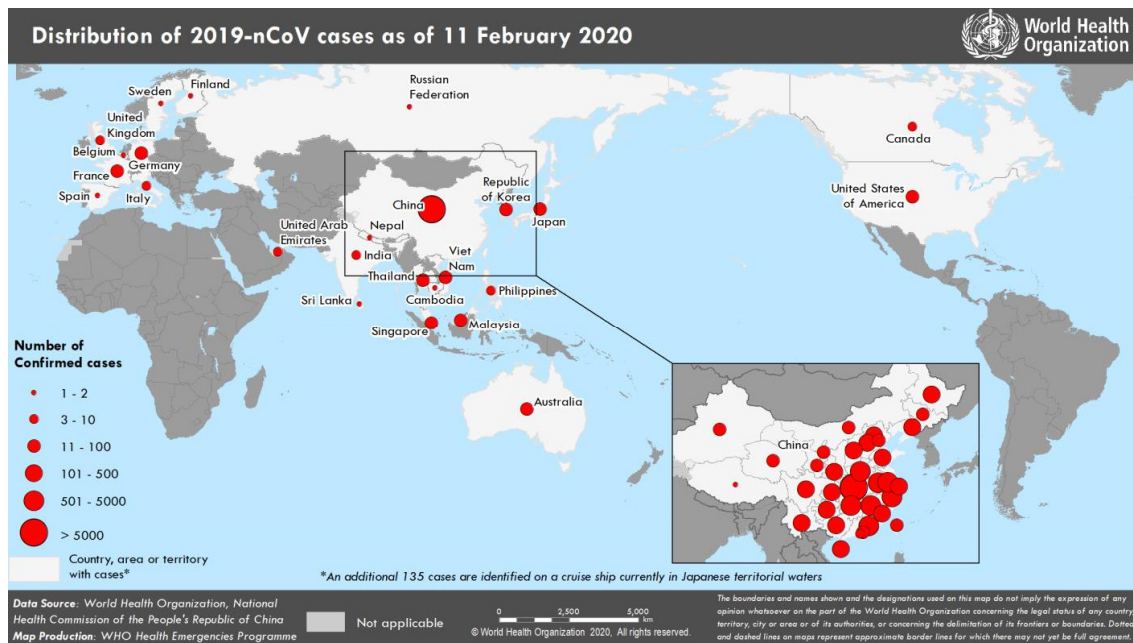 Distribution of 2019-nCoV cases as of 11 February 2020
World Health
Organization
Russian
Federation
Finland
Sweden
United
Kingdom
Belgium
Germany
France
Italy
Spain
Canada
United States
of America
Republic
of Korea
China
Japan
United Arab
Emirates
Nepal
India
Viet
Nam
Thailand
Cambodia
Philippines
Sri Lanka
Singapore
Malaysia
Australia
China
Number of
Confirmed cases
1 - 2
3 - 10
11 - 100
101 - 500
501 - 5000
> 5000
Country, area or territory
with cases*
*An additional 135 cases are identified on a cruise ship currently in Japanese territorial waters
Data Source: World Health Organization, National
Health Commission of the People's Republic of China
Map Production: WHO Health Emergencies Programme
Not applicable
0 2,500 5,000
km
© World Health Organization 2020, All rights reserved.
The boundaries and names shown and the designations used on this map do not imply the expression of any
opinion whatsoever on the part of the World Health Organization concerning the legal status of any country,
territory, city or area or of its authorities, or concerning the delimitation of its frontiers or boundaries. Dotted
and dashed lines on maps represent approximate border lines for which there may not yet be full agreement.